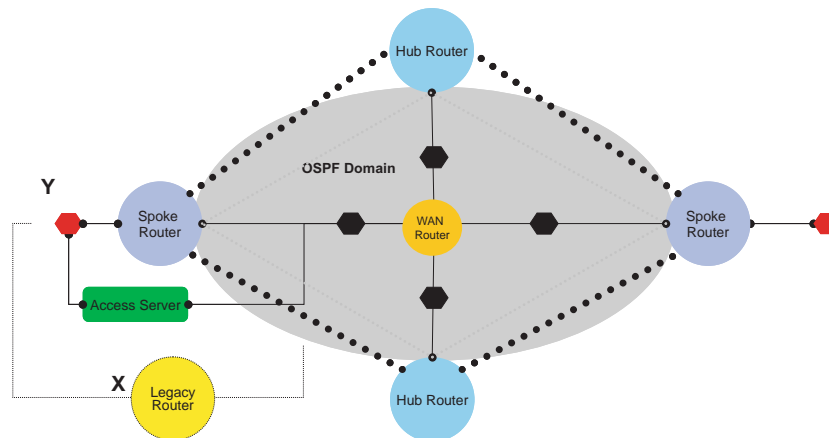 Hub Router
OSPF Domain
Y
WAN
Router
Spoke
Router
Spoke
Router
Access Server
X
Legacy
Router
Hub Router